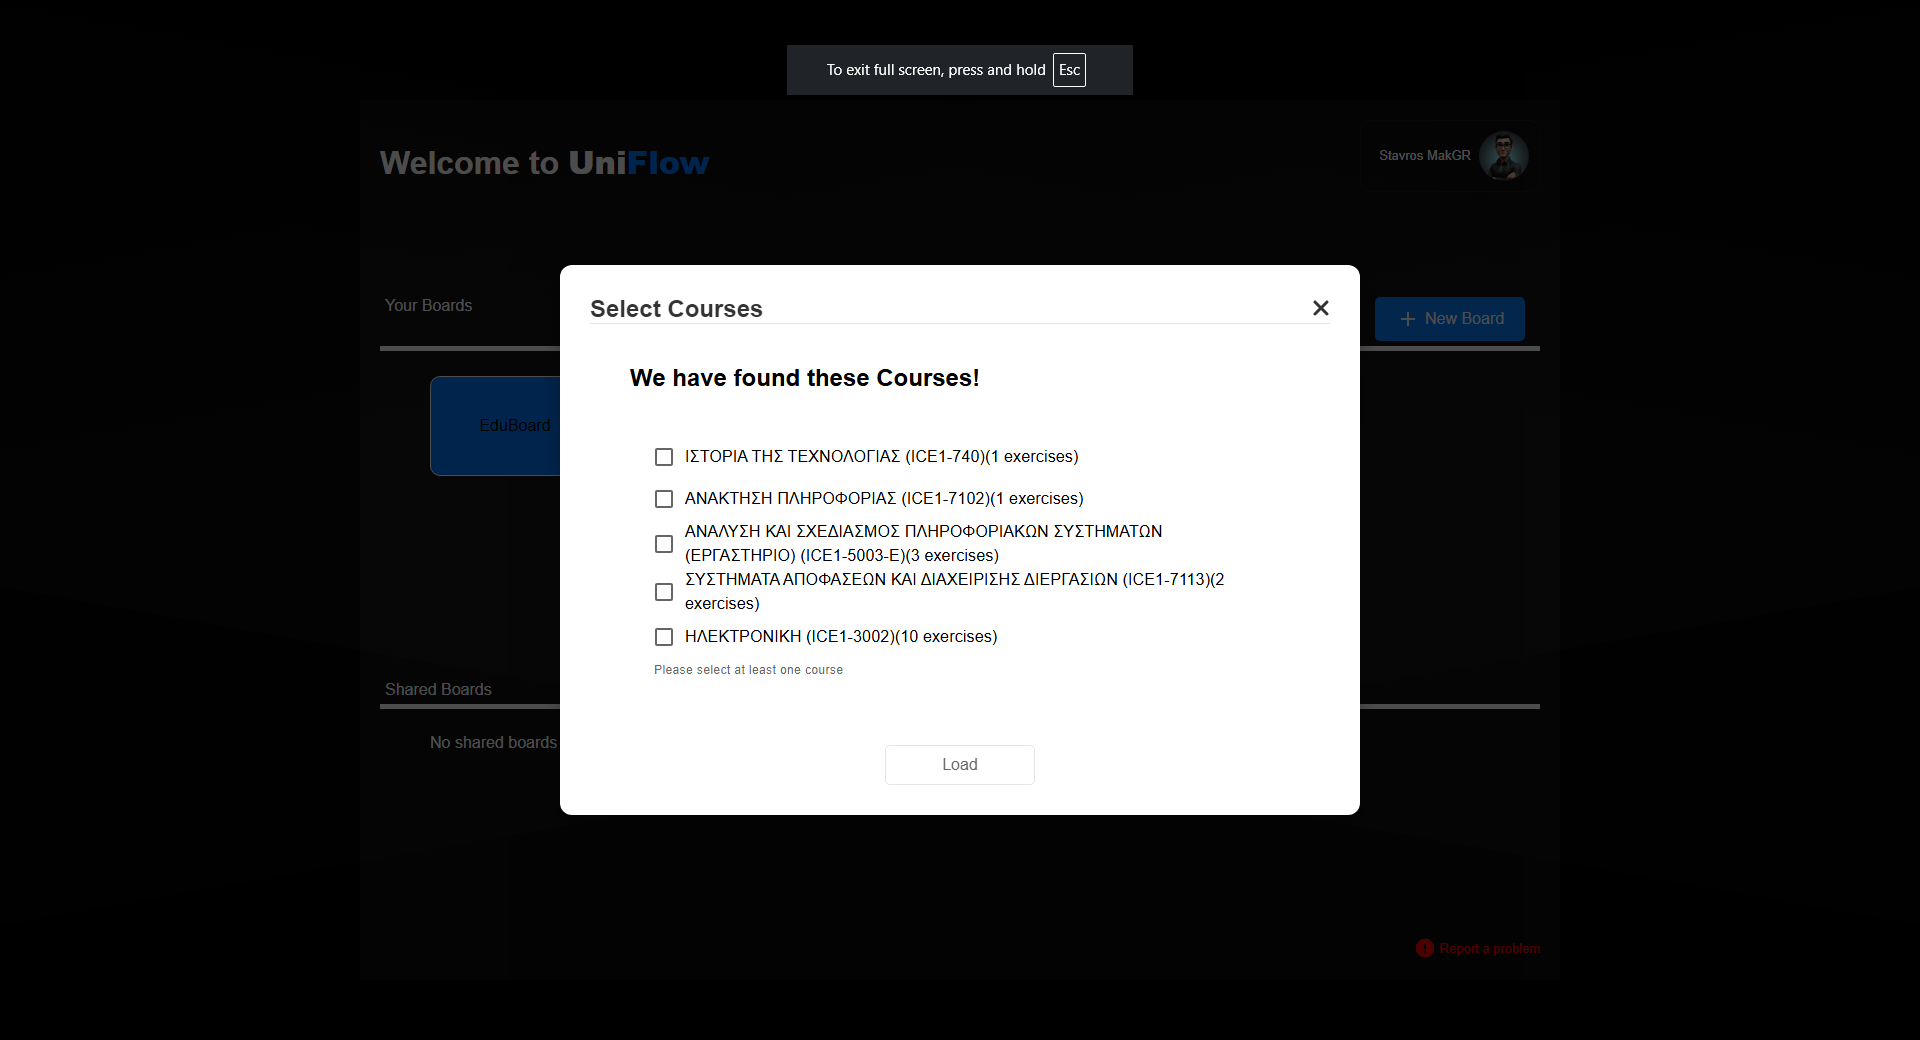 To exit full screen, press and hold Esc
Welcome to UniFlow
Stavros MakGR
Your Boards
New Board
EduBoard
Select Courses
We have found these Courses!
ΙΣΤΟΡΙΑ ΤΗΣ ΤΕΧΝΟΛΟΓΙΑΣ (ICE1-740)(1 exercises)
ΑΝΑΚΤΗΣΗ ΠΛΗΡΟΦΟΡΙΑΣ (ICE1-7102)(1 exercises)
ΑΝΑΛΥΣΗ ΚΑΙ ΣΧΕΔΙΑΣΜΟΣ ΠΛΗΡΟΦΟΡΙΑΚΩΝ ΣΥΣΤΗΜΑΤΩΝ
(ΕΡΓΑΣΤΗΡΙΟ) (ICE1-5003-E)(3 exercises)
ΣΥΣΤΗΜΑΤΑ ΑΠΟΦΑΣΕΩΝ ΚΑΙ ΔΙΑΧΕΙΡΙΣΗΣ ΔΙΕΡΓΑΣΙΩΝ (ICE1-7113)(2
exercises)
ΗΛΕΚΤΡΟΝΙΚΗ (ICE1-3002)(10 exercises)
Please select at least one course
Load
Shared Boards
No shared boards
Report a problem